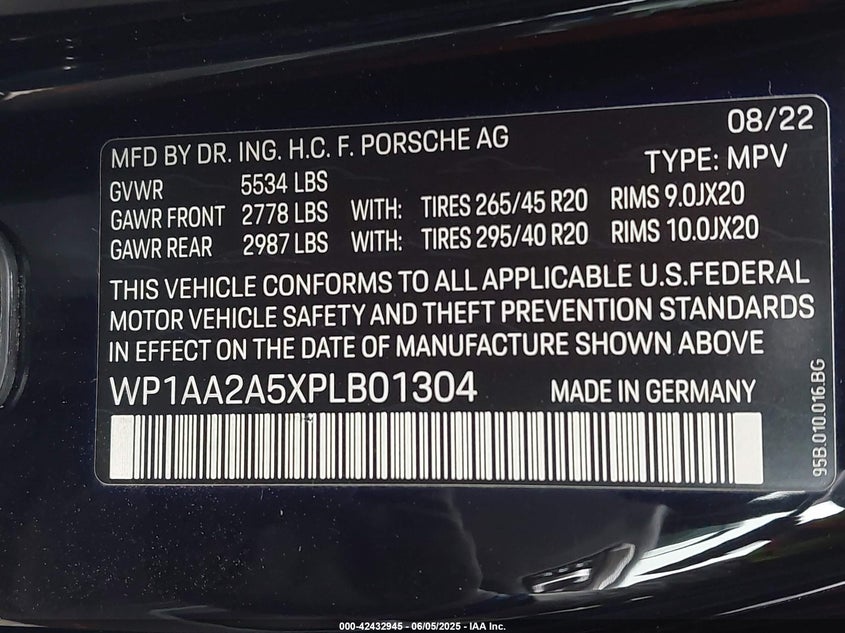 08/22
MFD BY DR. ING. H.C. F. PORSCHE AG
TYPE: MPV
GVWR 5534 LBS
GAWR FRONT 2778 LBS WITH: TIRES 265/45 R20 RIMS 9.0JX20
GAWR REAR 2987 LBS WITH: TIRES 295/40 R20 RIMS 10.0JX20
THIS VEHICLE CONFORMS TO ALL APPLICABLE U.S.FEDERAL
MOTOR VEHICLE SAFETY AND THEFT PREVENTION STANDARDS
IN EFFECT ON THE DATE OF MANUFACTURE SHOWN ABOVE
WP1AA2A5XPLB01304 MADE IN GERMANY
95B.010.016.BG
000-42432945 - 06/05/2025 - IAA Inc.